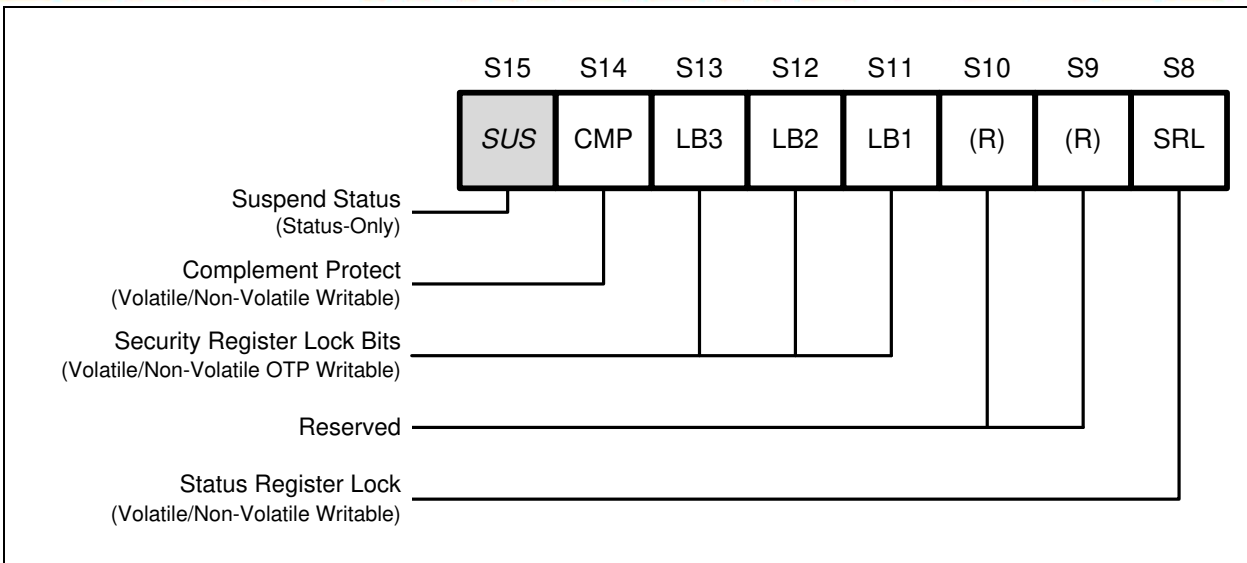 S15 S14 S13 S12 S11 S10 S9 S8
SUS CMP LB3 LB2 LB1 (R) (R) SRL
Suspend Status
(Status-Only)
Complement Protect
(Volatile/Non-Volatile Writable)
Security Register Lock Bits
(Volatile/Non-Volatile OTP Writable)
Reserved
Status Register Lock
(Volatile/Non-Volatile Writable)